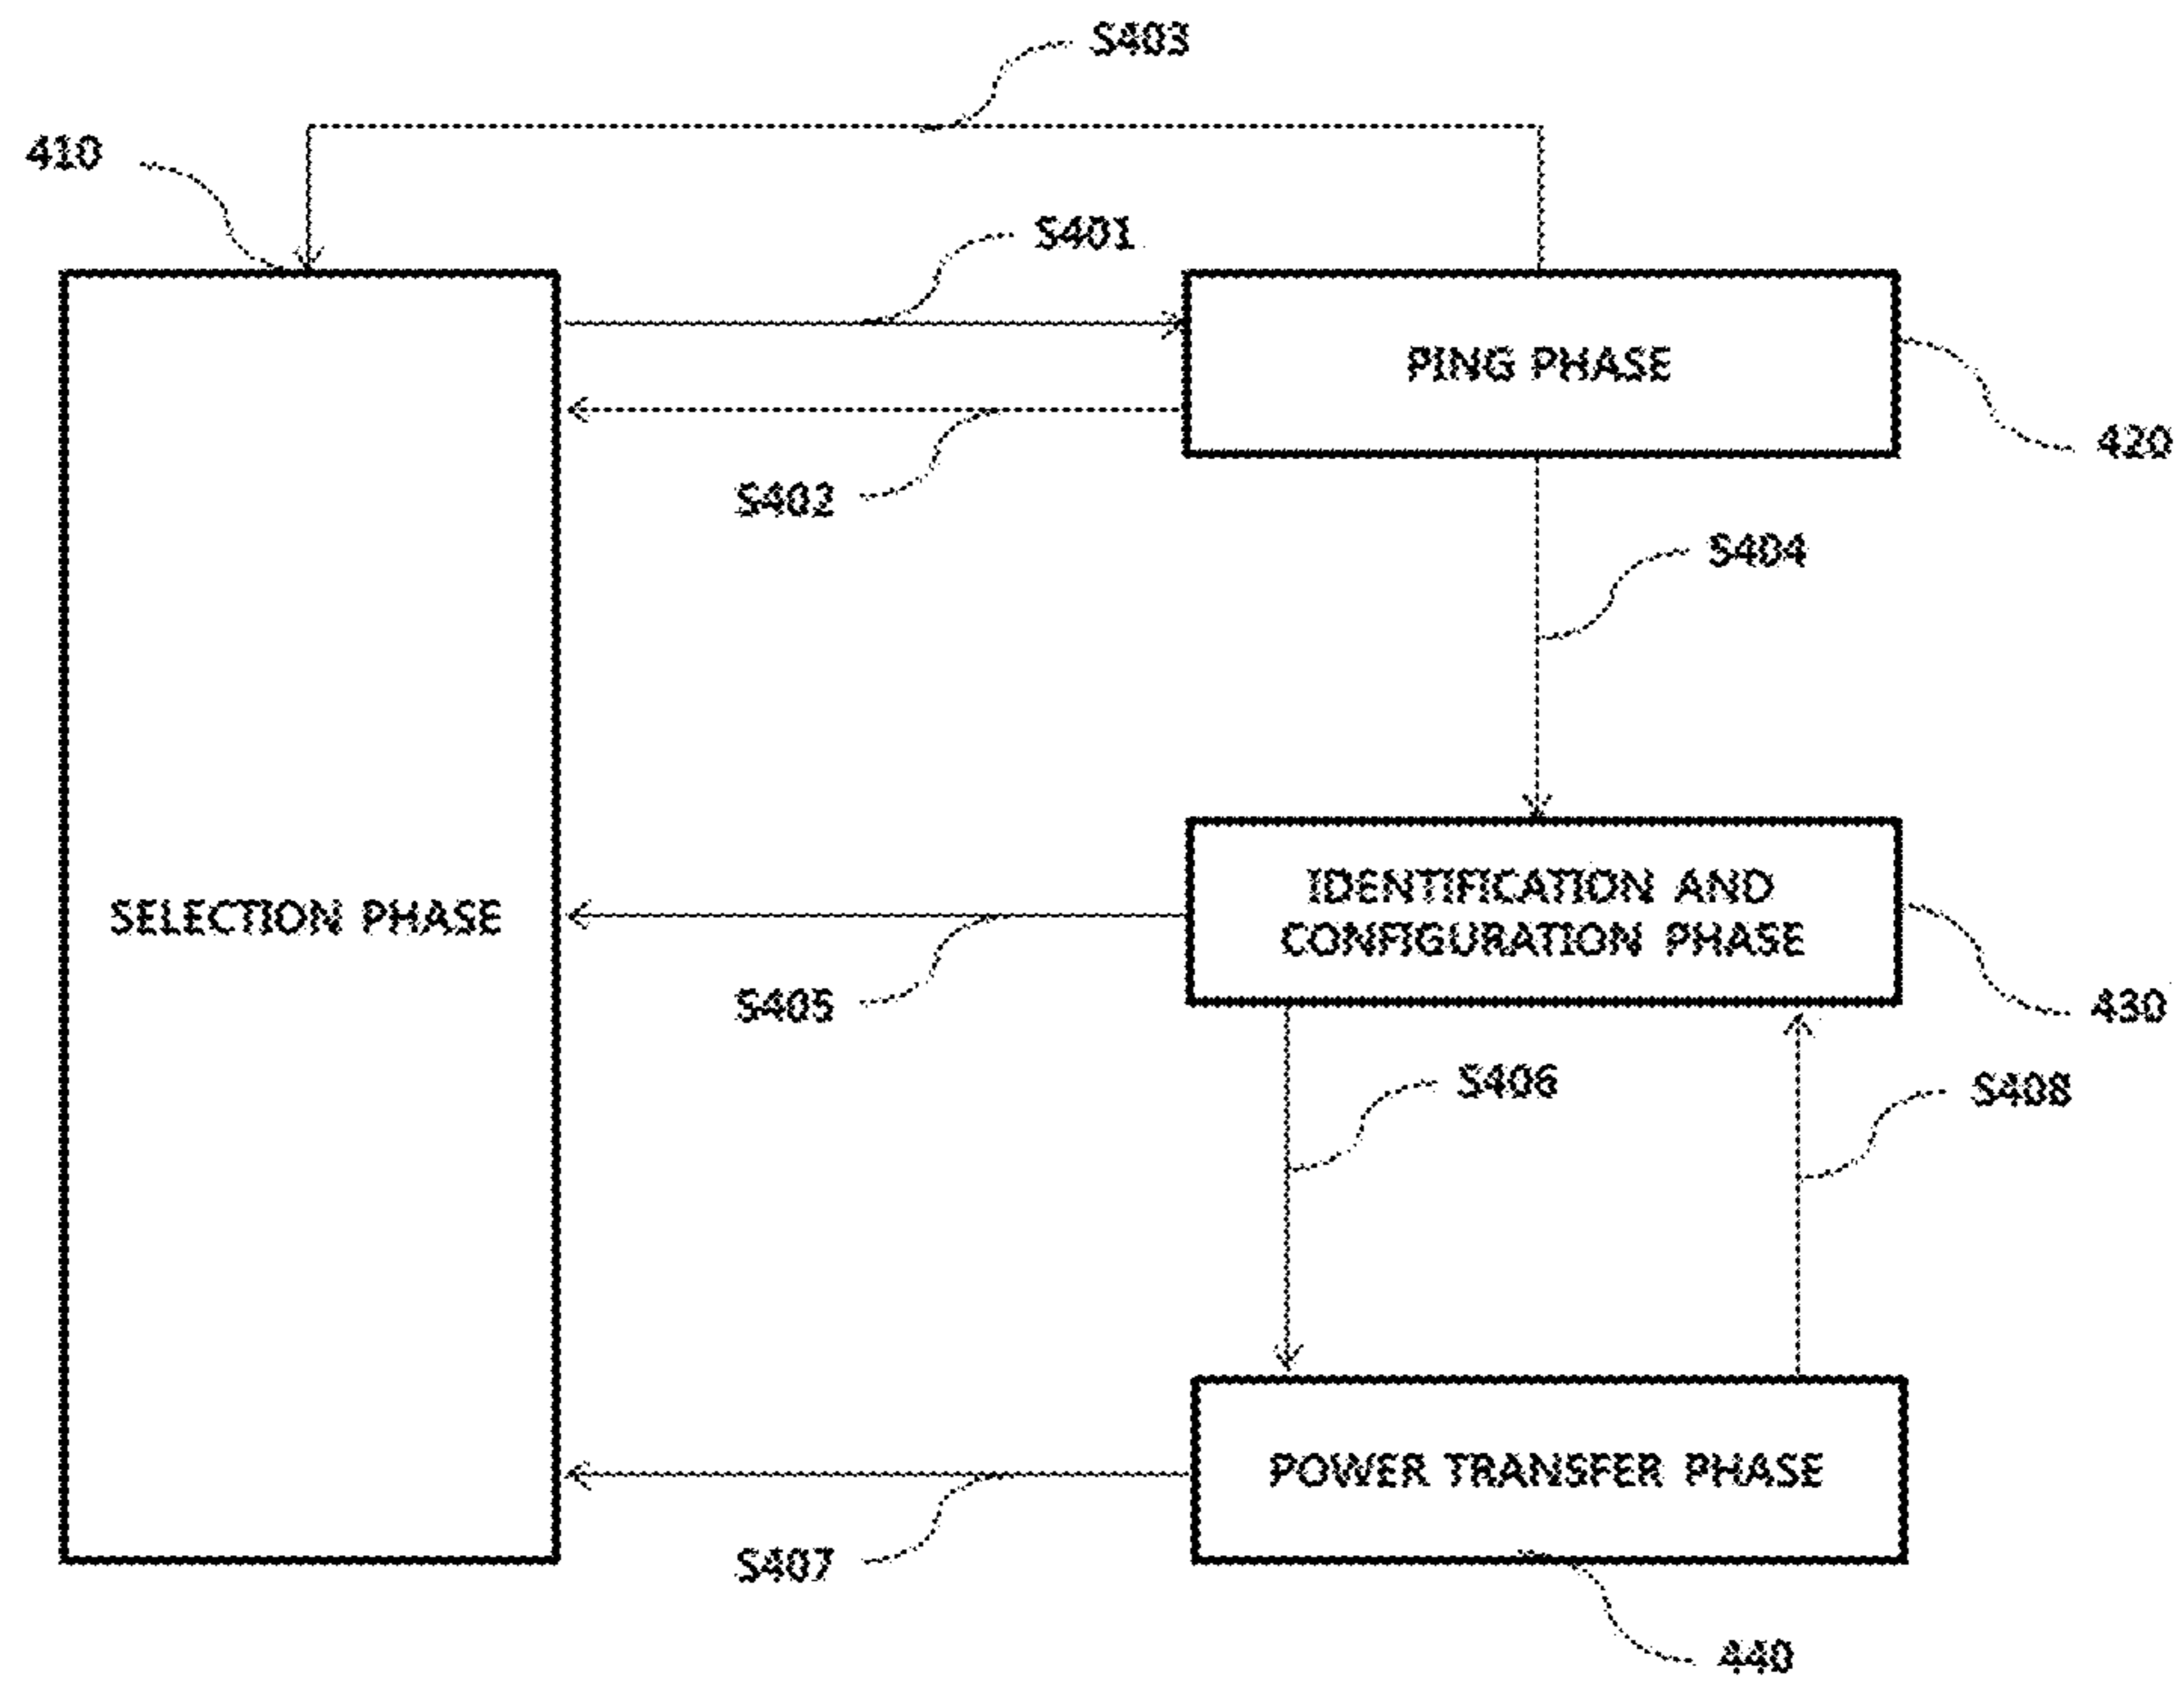 S403
410
S401
PING PHASE
420
S402
S404
IDENTIFICATION AND
CONFIGURATION PHASE
SELECTION PHASE
S405
430
S406
S408
POWER TRANSFER PHASE
S407
440